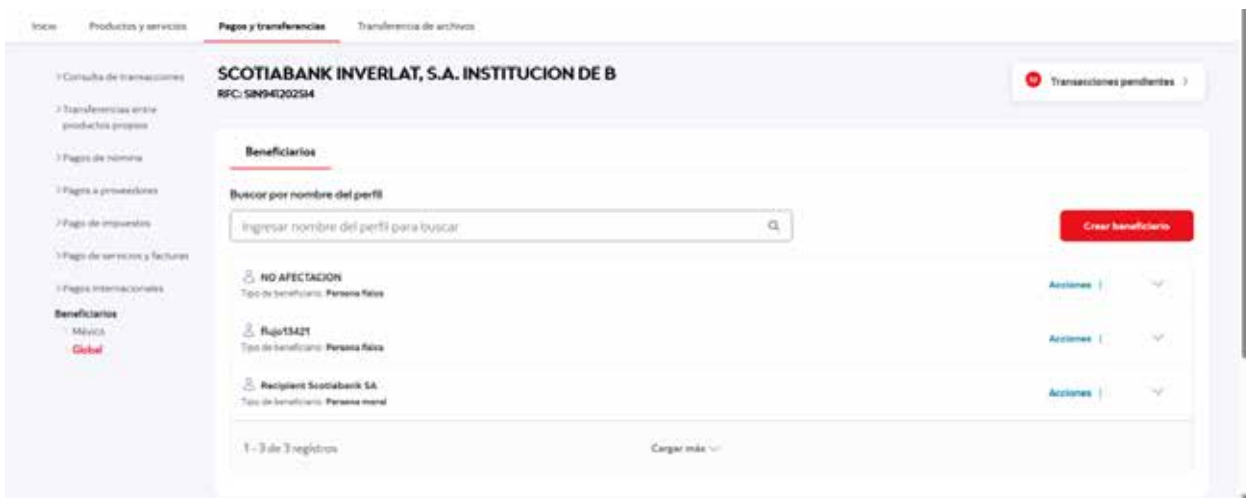 Inicio Productos y servicios Pagos y transferencias Transferencia de archivos
Consulta de transacciones
Transferencias entre
productos propios
Pagos de nómina
Pagos a proveedores
Pago de impuestos
Pago de servicios y facturas
Pagos internacionales
Beneficiarios
México
Global
SCOTIABANK INVERLAT, S.A. INSTITUCION DE B
RFC: SIN9412025I4
Transacciones pendientes
Beneficiarios
Buscar por nombre del perfil
Ingresar nombre del perfil para buscar
Crear beneficiario
NO AFECTACION
Tipo de beneficiario: Persona física
Acciones
flujo13421
Tipo de beneficiario: Persona física
Acciones
Recipient Scotiabank SA
Tipo de beneficiario: Persona moral
Acciones
1 - 3 de 3 registros
Cargar más